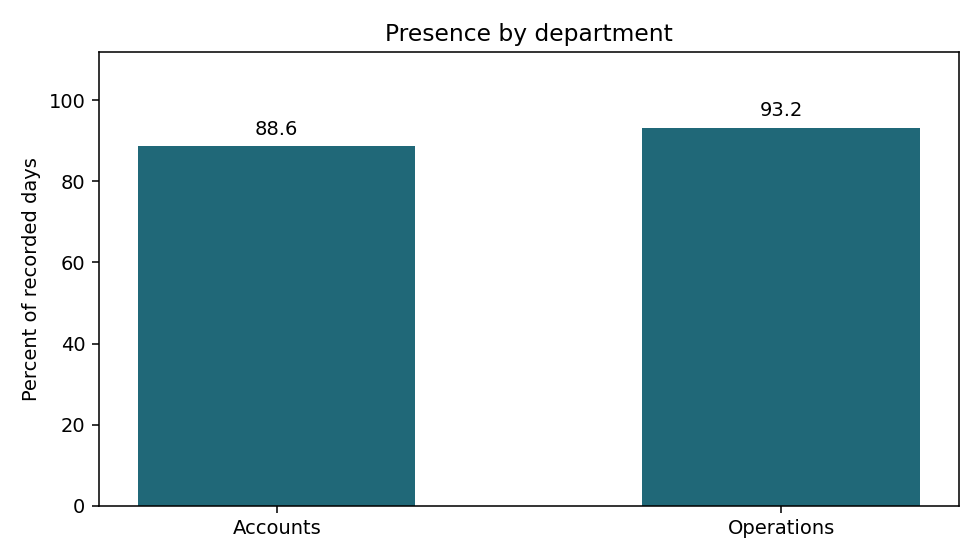 Presence by department
Percent of recorded days
100
80
60
40
20
0
88.6
93.2
Accounts
Operations